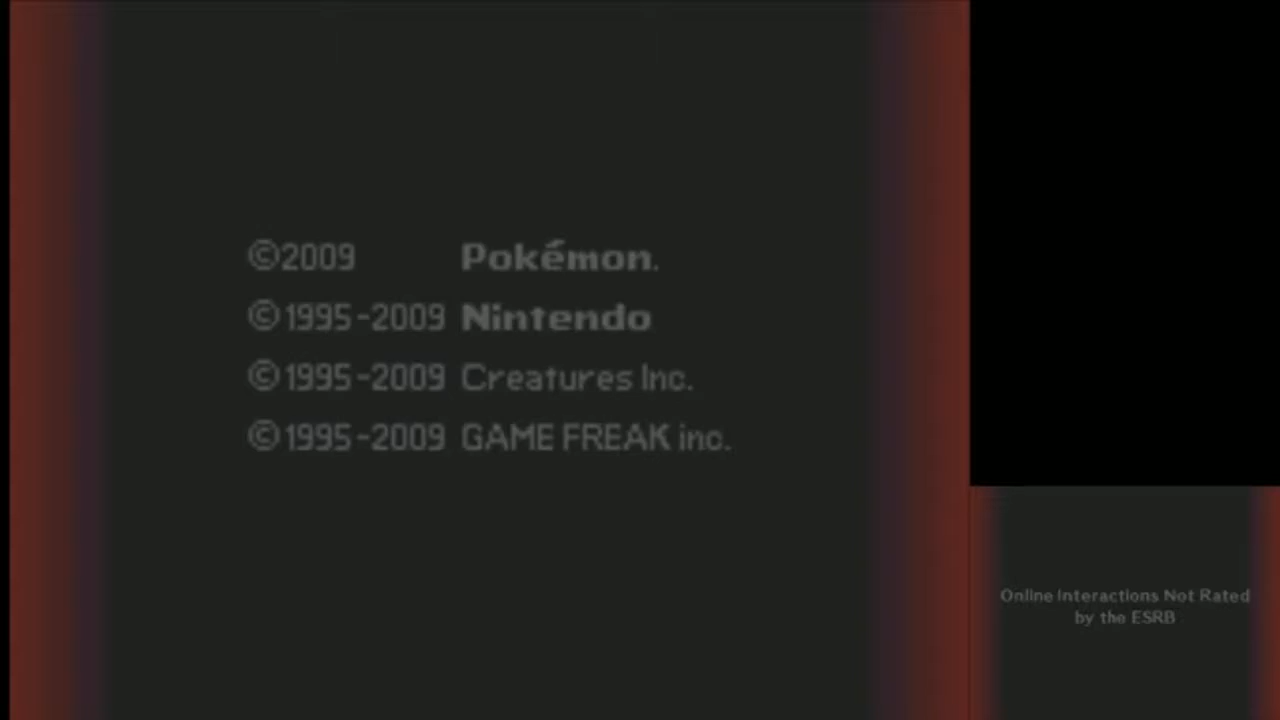 ©2009 Pokémon.
©1995-2009 Nintendo
©1995-2009 Creatures Inc.
©1995-2009 GAME FREAK inc.
Online Interactions Not Rated
by the ESRB